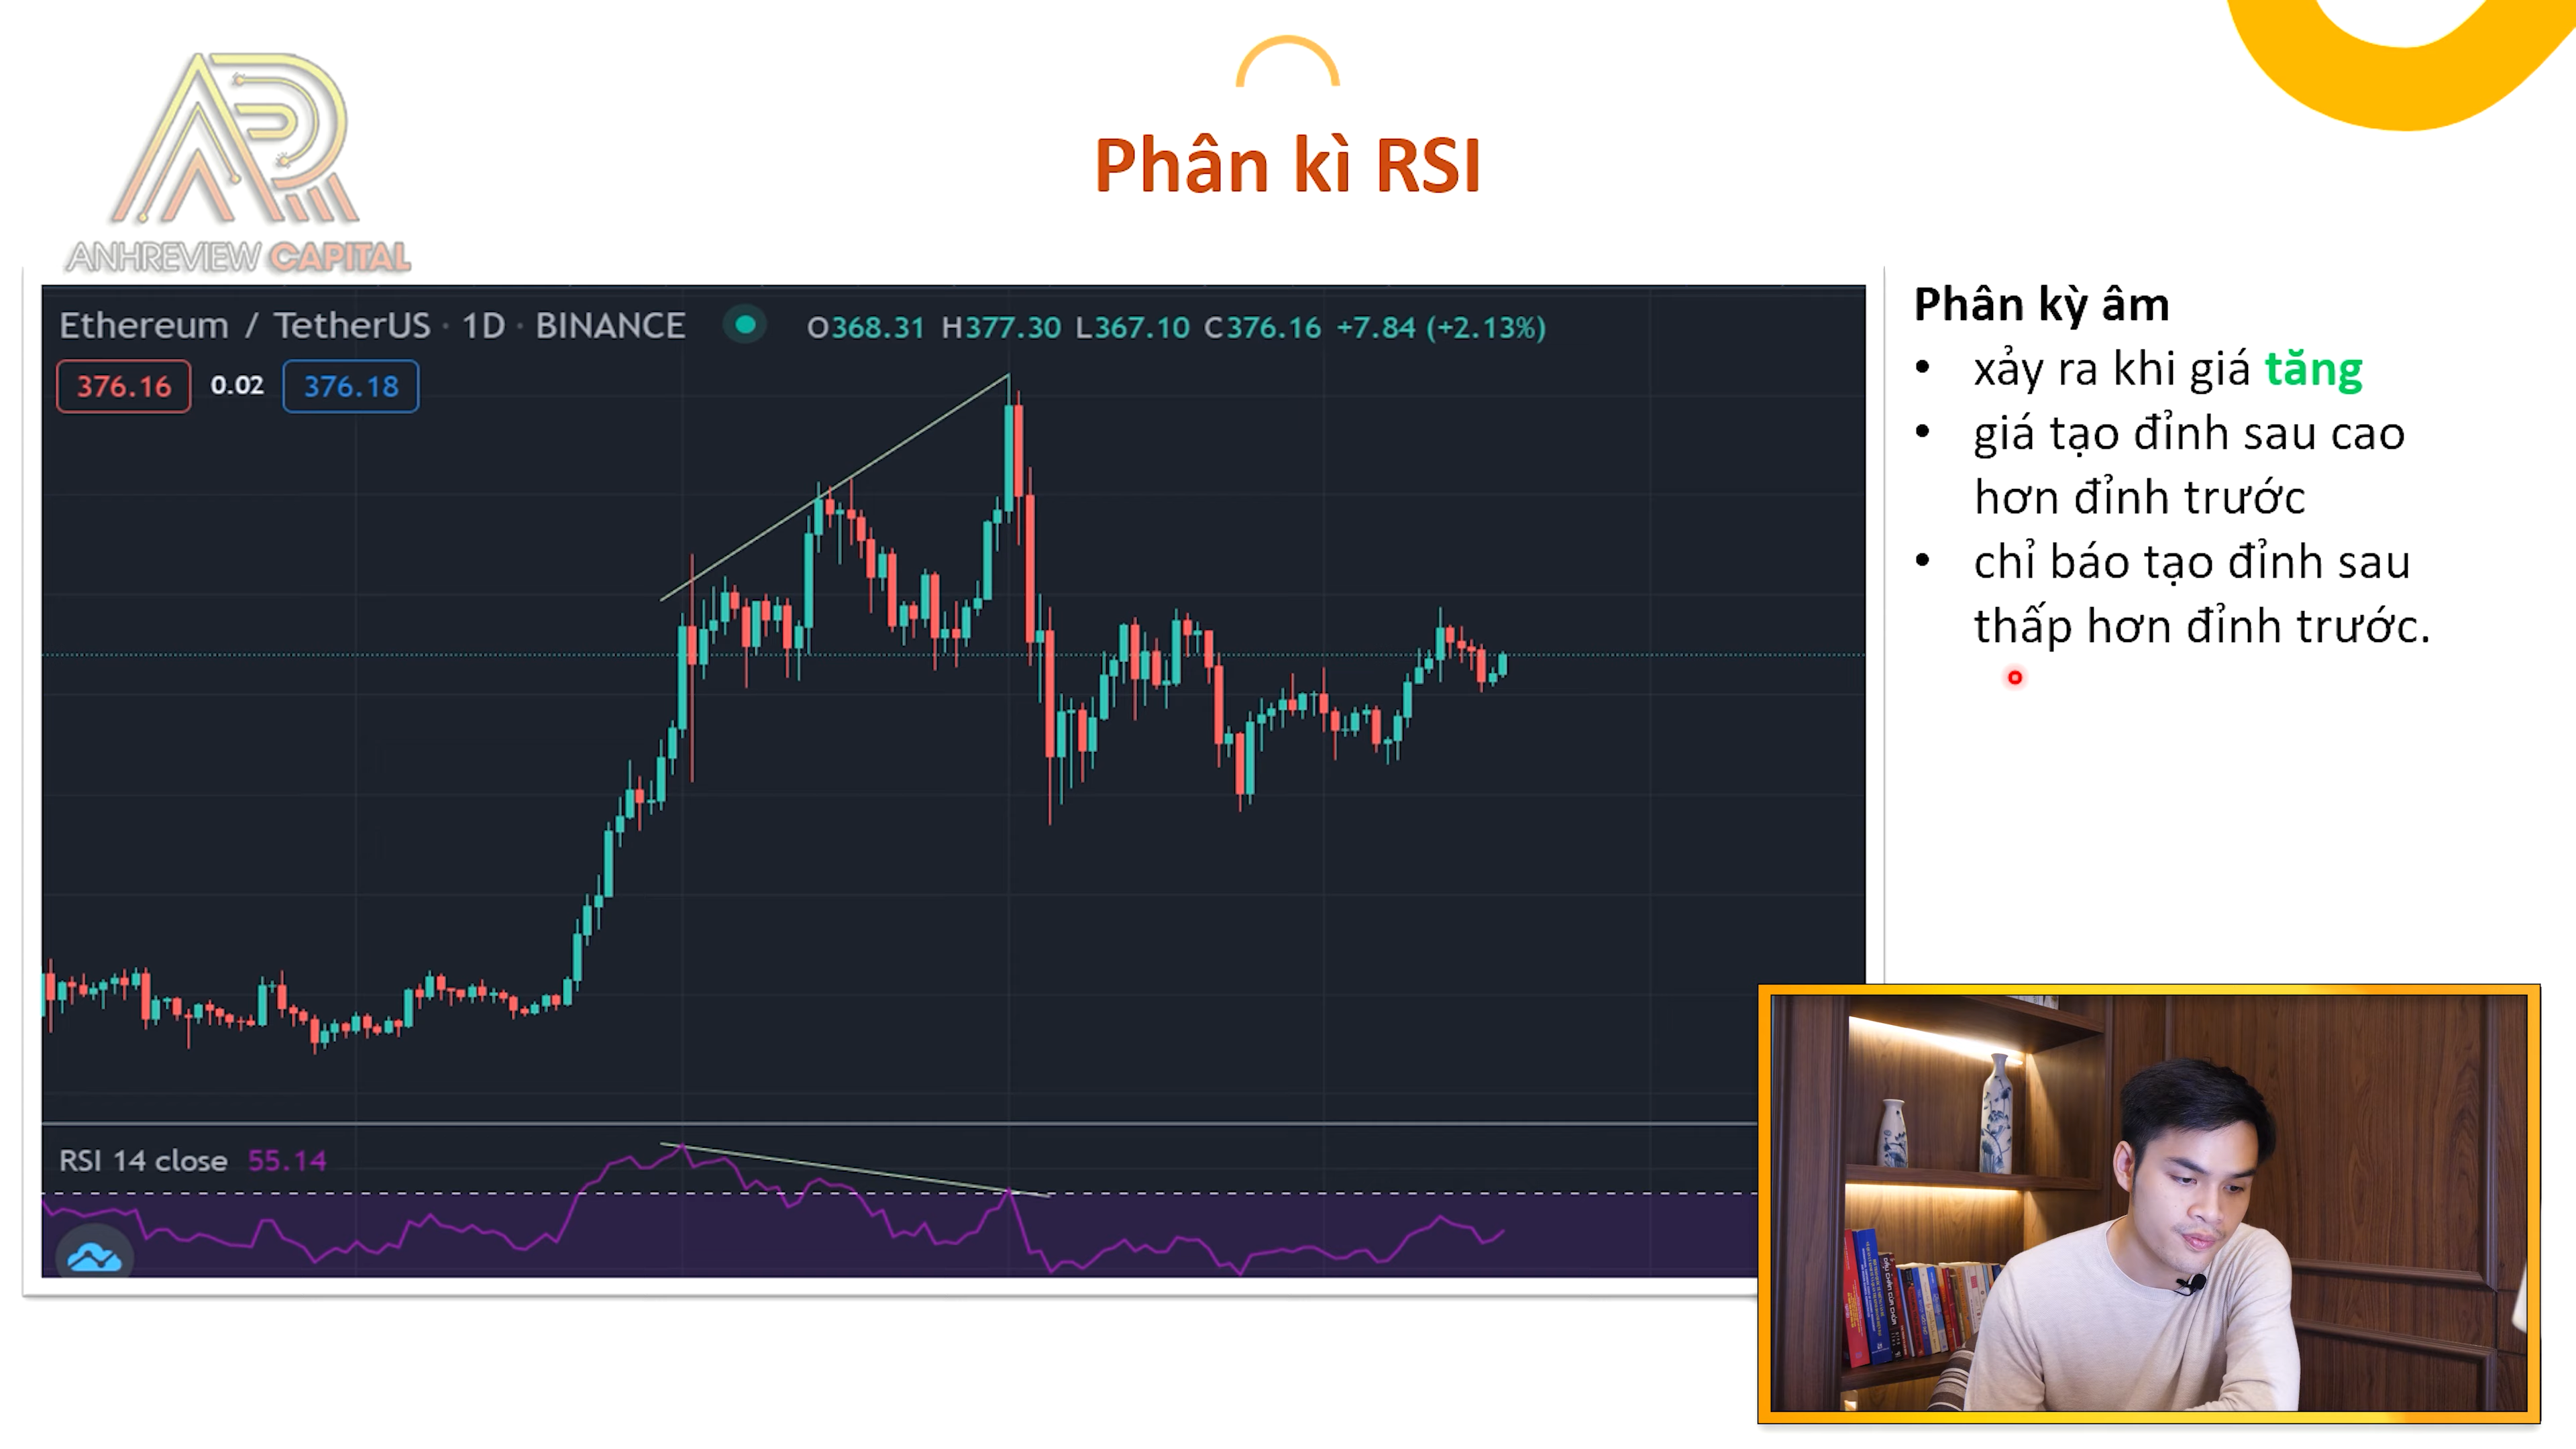 ANHREVIEW CAPITAL
Phân kì RSI
Ethereum / TetherUS · 1D · BINANCE O368.31 H377.30 L367.10 C376.16 +7.84 (+2.13%)
376.16 0.02 376.18
RSI 14 close 55.14
Phân kỳ âm
• xảy ra khi giá tăng
• giá tạo đỉnh sau cao
hơn đỉnh trước
• chỉ báo tạo đỉnh sau
thấp hơn đỉnh trước.